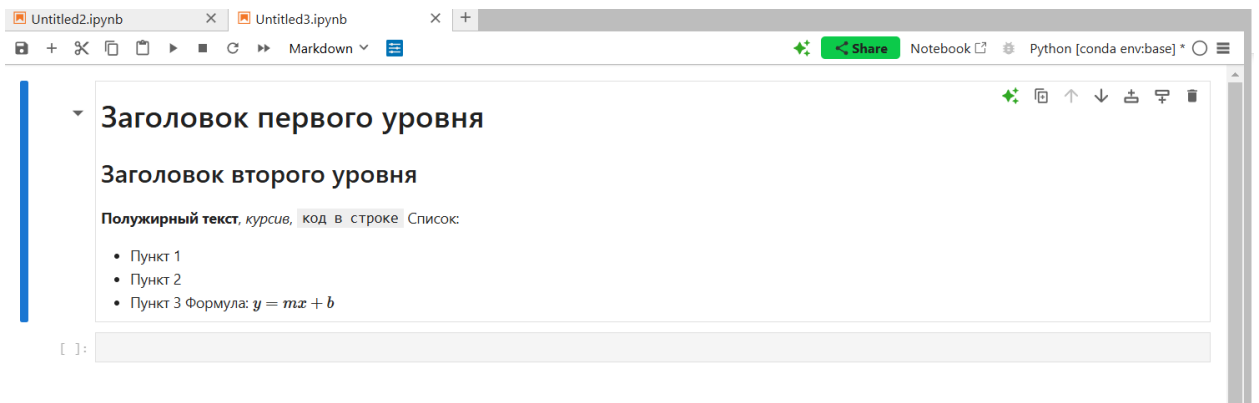 Untitled2.ipynb Untitled3.ipynb
Markdown Share Notebook Python [conda env:base] *
Заголовок первого уровня
Заголовок второго уровня
Полужирный текст, курсив, код в строке Список:
• Пункт 1
• Пункт 2
• Пункт 3 Формула: y = mx + b
[ ]: